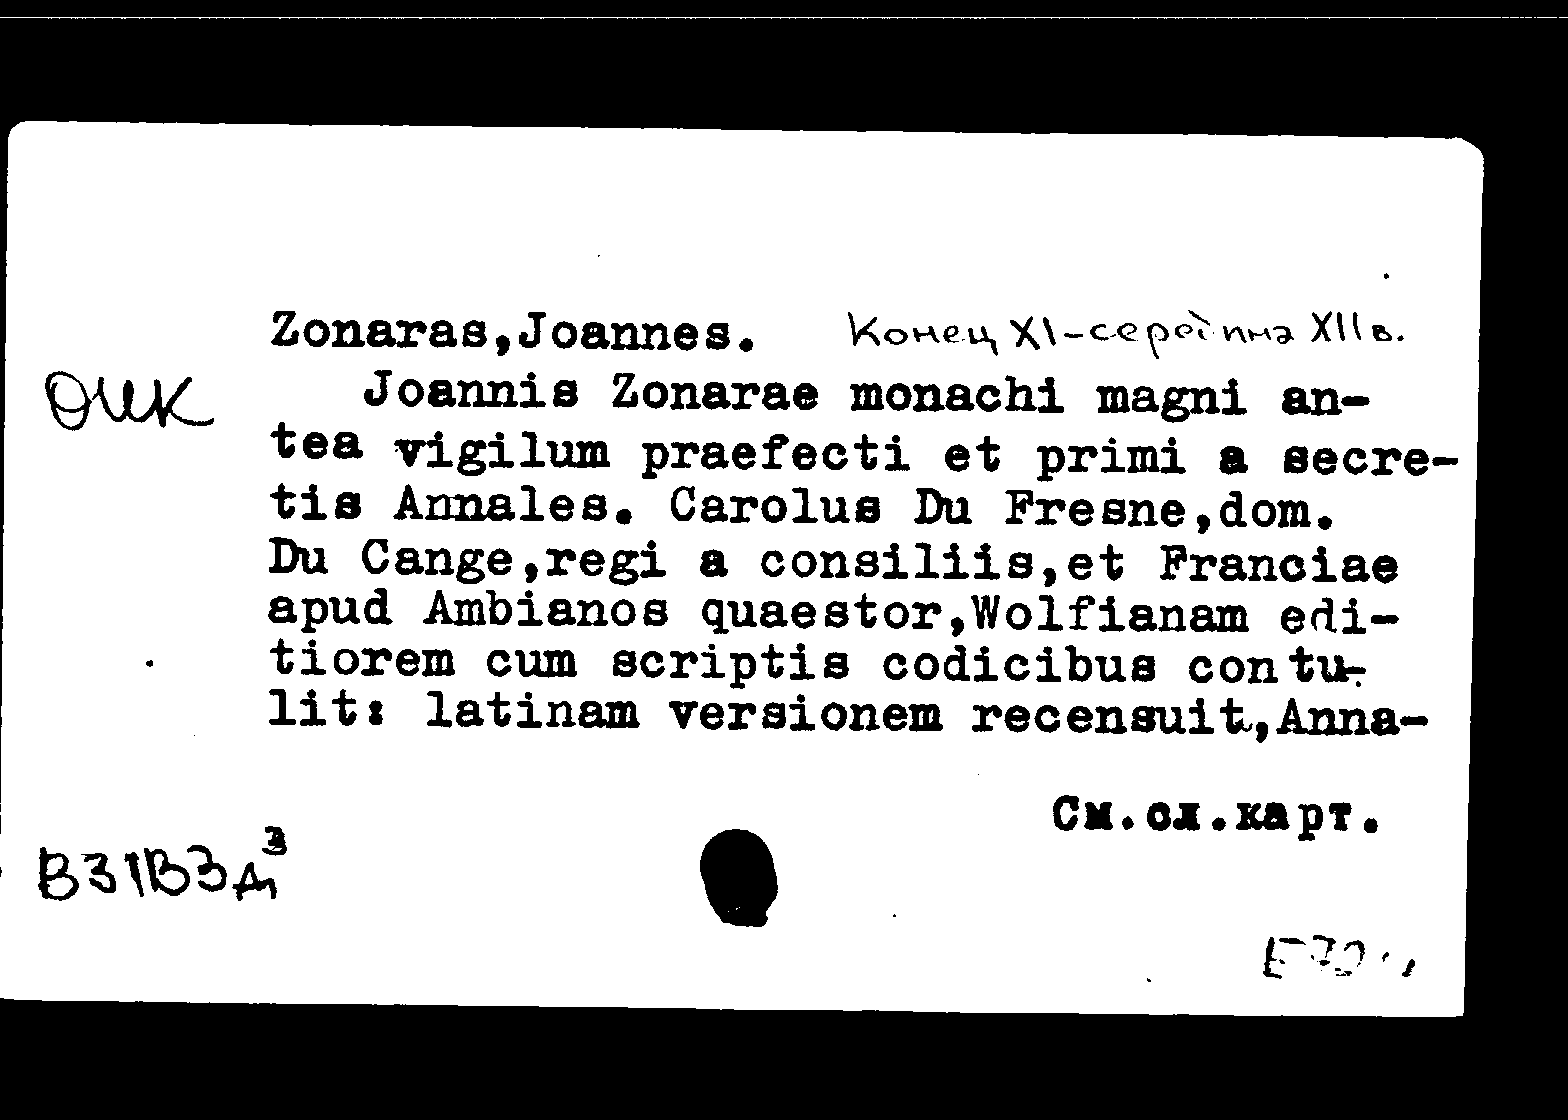 Zonaras,Joannes. Конец XI-середина XII в.
ОИК
Joannis Zonarae monachi magni an-
tea vigilum praefecti et primi a secre-
tis Annales. Carolus Du Fresne,dom.
Du Cange,regi a consiliis,et Franciae
apud Ambianos quaestor,Wolfianam edi-
tiorem cum scriptis codicibus contu-
lit: latinam versionem recensuit,Anna-
См.сл.карт.
В31В3д³